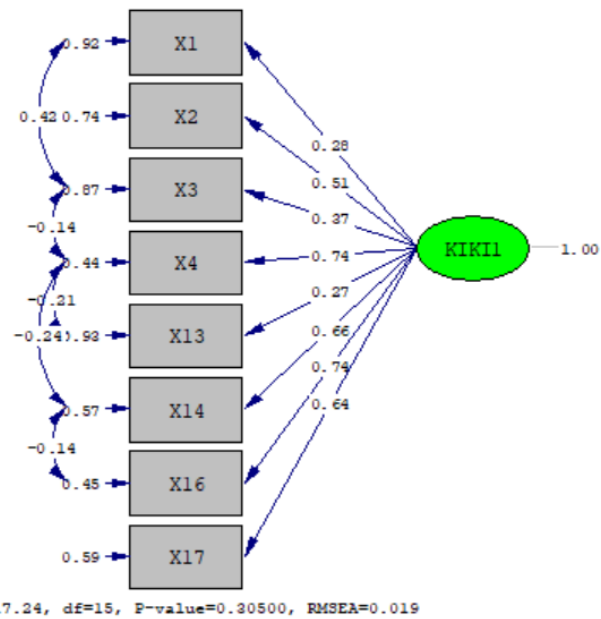 0.92 X1
0.28
0.42 0.74 X2
0.51
0.87 X3
0.37
-0.14
0.44 X4 0.74 KIKI1 1.00
0.27
-0.21
-0.24 0.93 X13
0.66
0.74
0.57 X14 0.64
-0.14
0.45 X16
0.59 X17
7.24, df=15, P-value=0.30500, RMSEA=0.019